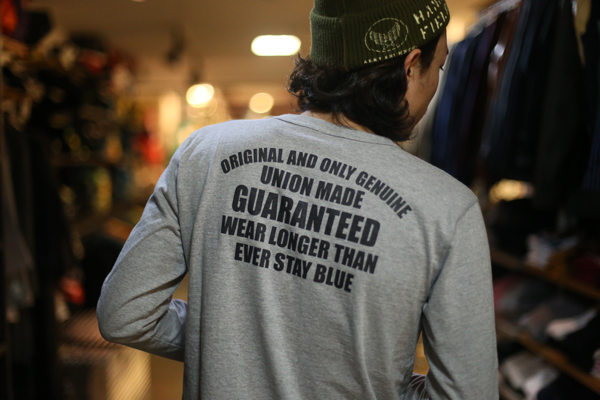 ORIGINAL AND ONLY GENUINE
UNION MADE
GUARANTEED
WEAR LONGER THAN
EVER STAY BLUE